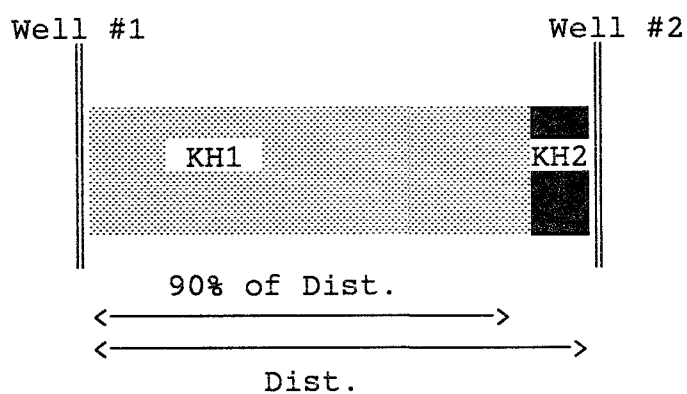 Well #1
Well #2
KH1
KH2
90% of Dist.
Dist.